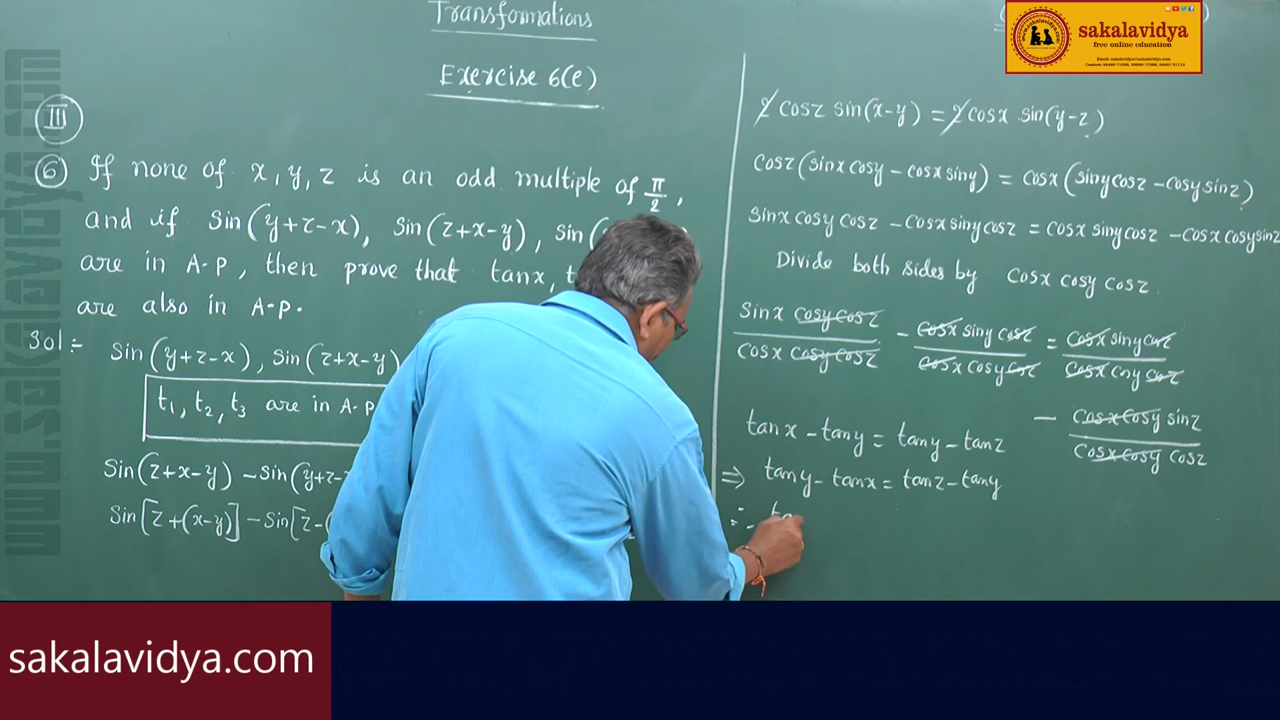 Transformations
Exercise 6(e)
III
6 If none of x, y, z is an odd multiple of π/2,
and if Sin(y+z-x), Sin(z+x-y), Sin(
are in A.P, then prove that tanx,
are also in A.P.
Sol:-
Sin(y+z-x), Sin(z+x-y)
t₁, t₂, t₃ are in A.P
Sin(z+x-y) - Sin(y+z-
Sin[z+(x-y)] - Sin[z-(
2 cosz sin(x-y) = 2 cosx sin(y-z)
cosz(sinx cosy - cosx siny) = cosx(siny cosz - cosy sinz)
sinx cosy cosz - cosx siny cosz = cosx siny cosz - cosx cosy sinz
Divide both sides by cosx cosy cosz.
Sinx cosy cosz / cosx cosy cosz - cosx siny cosz / cosx cosy cosz = cosx siny cosz / cosx cosy cosz
- cosx cosy sinz / cosx cosy cosz
tanx - tany = tany - tanz
⇒ tany - tanx = tanz - tany
∴
sakalavidya
free online education
www.sakalavidya.com
sakalavidya.com